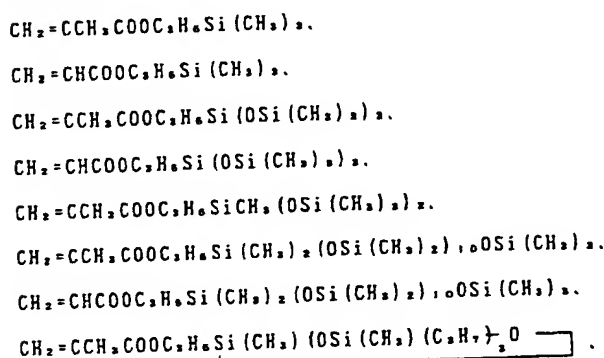 CH₂=CCH₃COOC₃H₆Si(CH₃)₃.
CH₂=CHCOOC₃H₆Si(CH₃)₃.
CH₂=CCH₃COOC₃H₆Si(OSi(CH₃)₃)₃.
CH₂=CHCOOC₃H₆Si(OSi(CH₃)₃)₃.
CH₂=CCH₃COOC₃H₆SiCH₃(OSi(CH₃)₃)₂.
CH₂=CCH₃COOC₃H₆Si(CH₃)₂(OSi(CH₃)₂)₁₀OSi(CH₃)₃.
CH₂=CHCOOC₃H₆Si(CH₃)₂(OSi(CH₃)₂)₁₀OSi(CH₃)₃.
CH₂=CCH₃COOC₃H₆Si(CH₃)(OSi(CH₃)(C₃H₇)₃O.